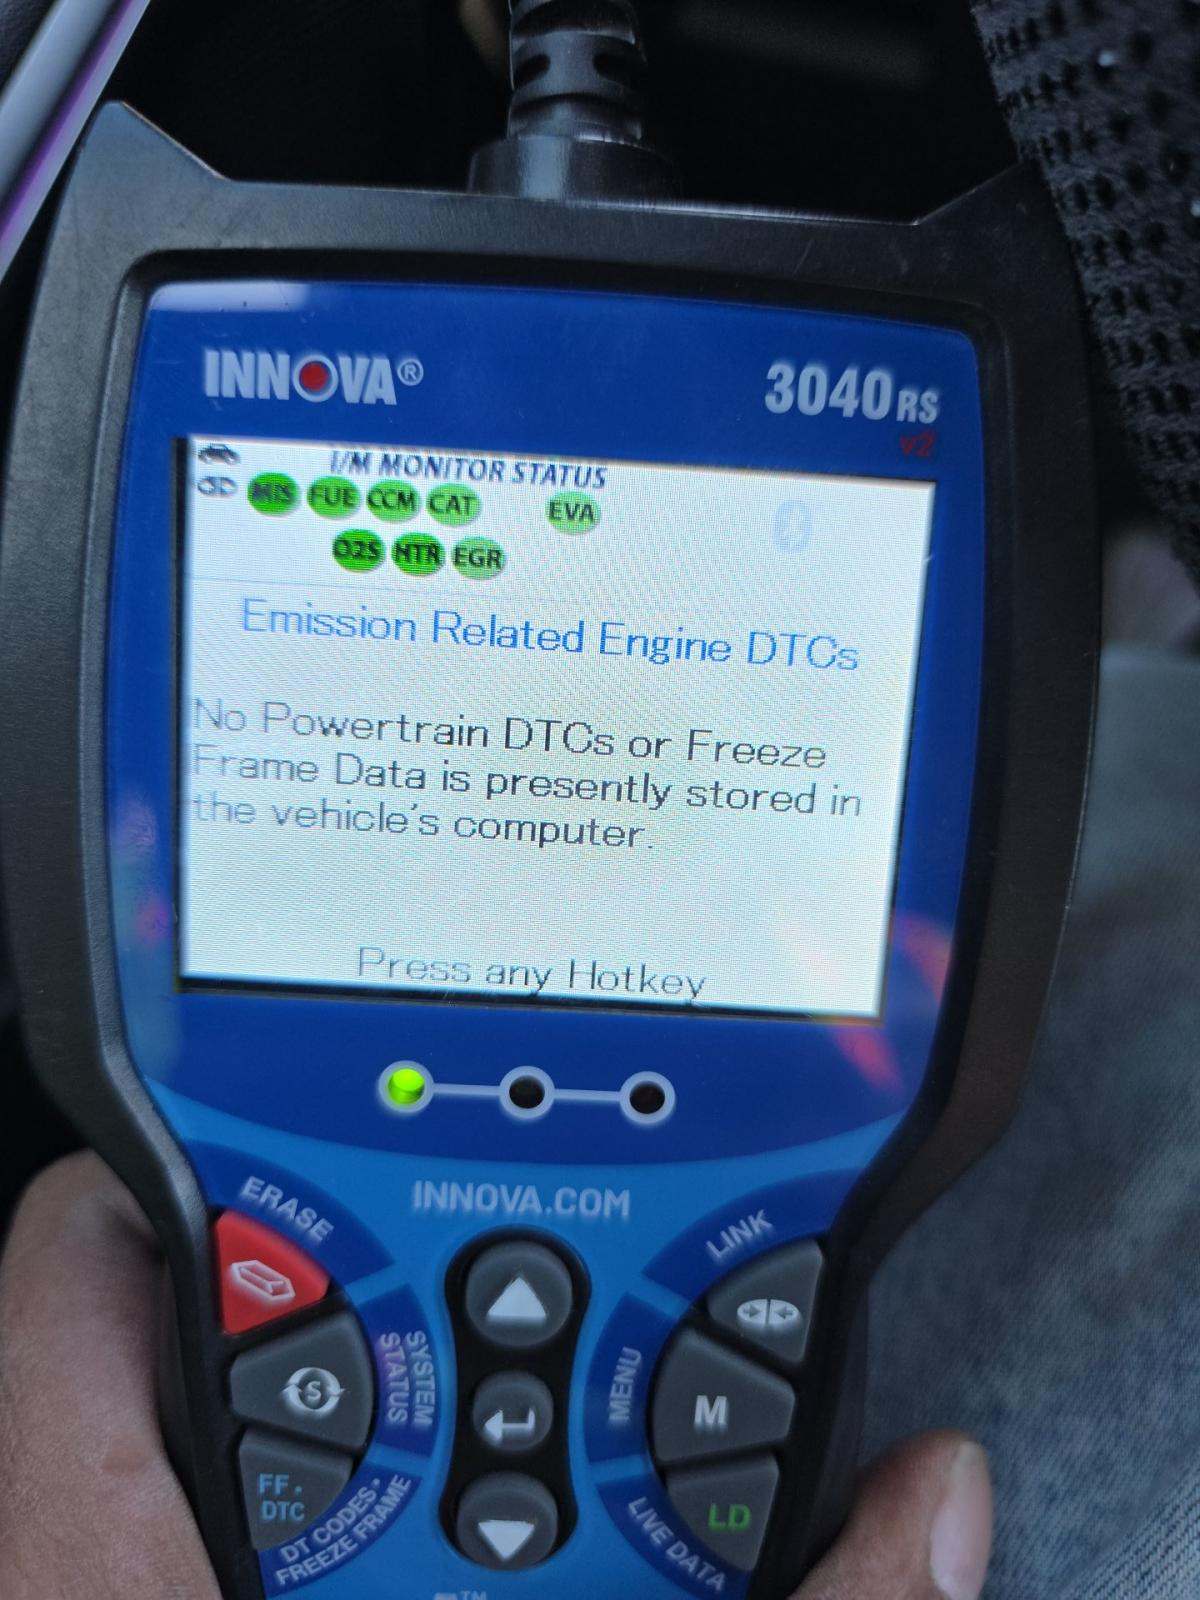 INNOVA®
3040RS
v2
I/M MONITOR STATUS
MIS FUE CCM CAT EVA
0
O2S HTR EGR
Emission Related Engine DTCs
No Powertrain DTCs or Freeze
Frame Data is presently stored in
the vehicle's computer.
Press any Hotkey
INNOVA.COM
ERASE
LINK
S
SYSTEM
STATUS
MENU
M
FF.
DTC
DT CODES •
FREEZE FRAME
LIVE DATA
LD
TM